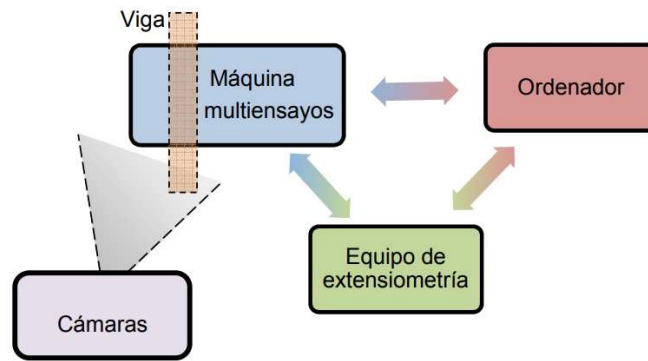 Viga
Máquina
multiensayos
Ordenador
Equipo de
extensiometría
Cámaras